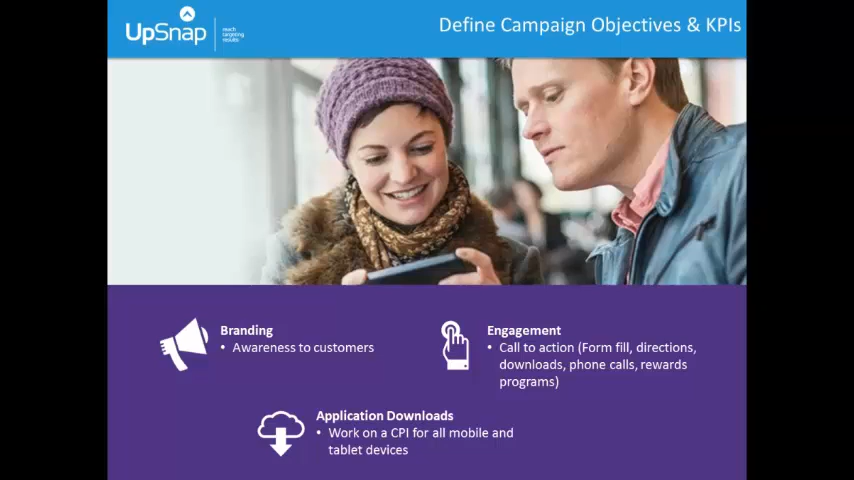 UpSnap
reach
targeting
results
Define Campaign Objectives & KPIs
Branding
• Awareness to customers
Engagement
• Call to action (Form fill, directions,
downloads, phone calls, rewards
programs)
Application Downloads
• Work on a CPI for all mobile and
tablet devices